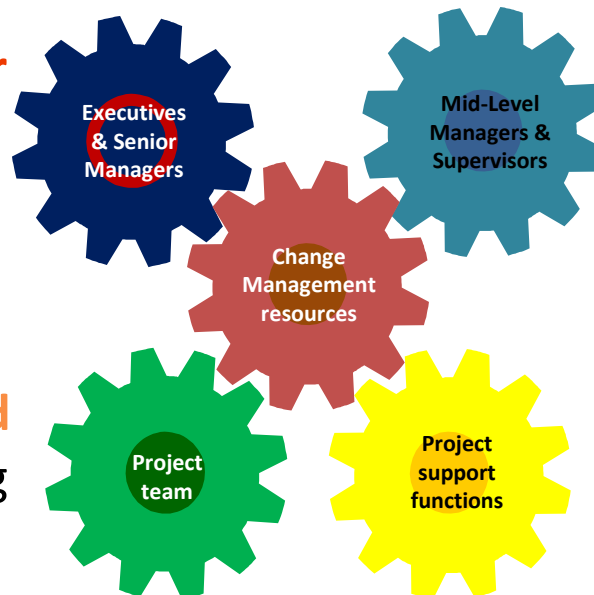 r
Executives
& Senior
Managers
Mid-Level
Managers &
Supervisors
Change
Management
resources
d
g
Project
team
Project
support
functions